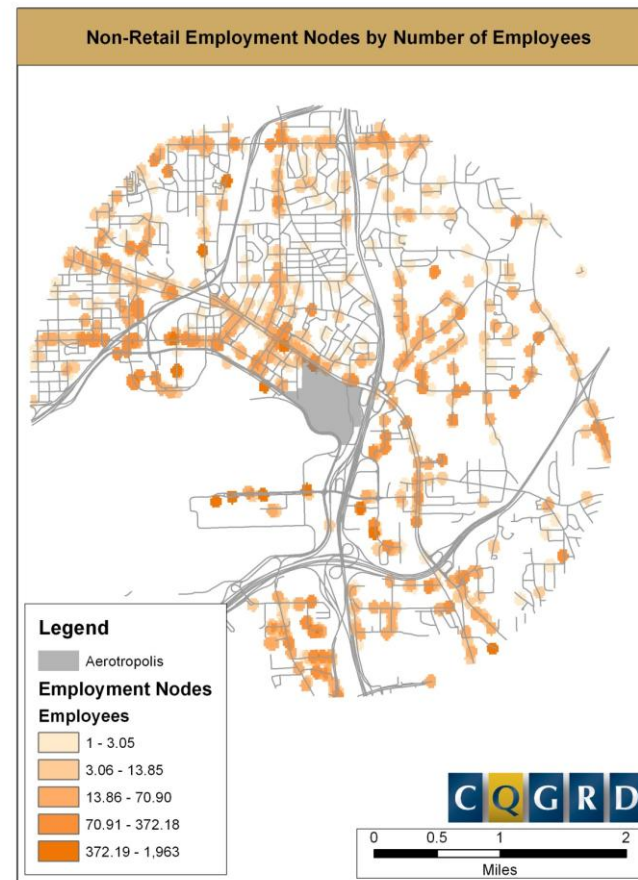 Non-Retail Employment Nodes by Number of Employees
Legend
Aerotropolis
Employment Nodes
Employees
1 - 3.05
3.06 - 13.85
13.86 - 70.90
70.91 - 372.18
372.19 - 1,963
C Q G R D
0 0.5 1 2
Miles